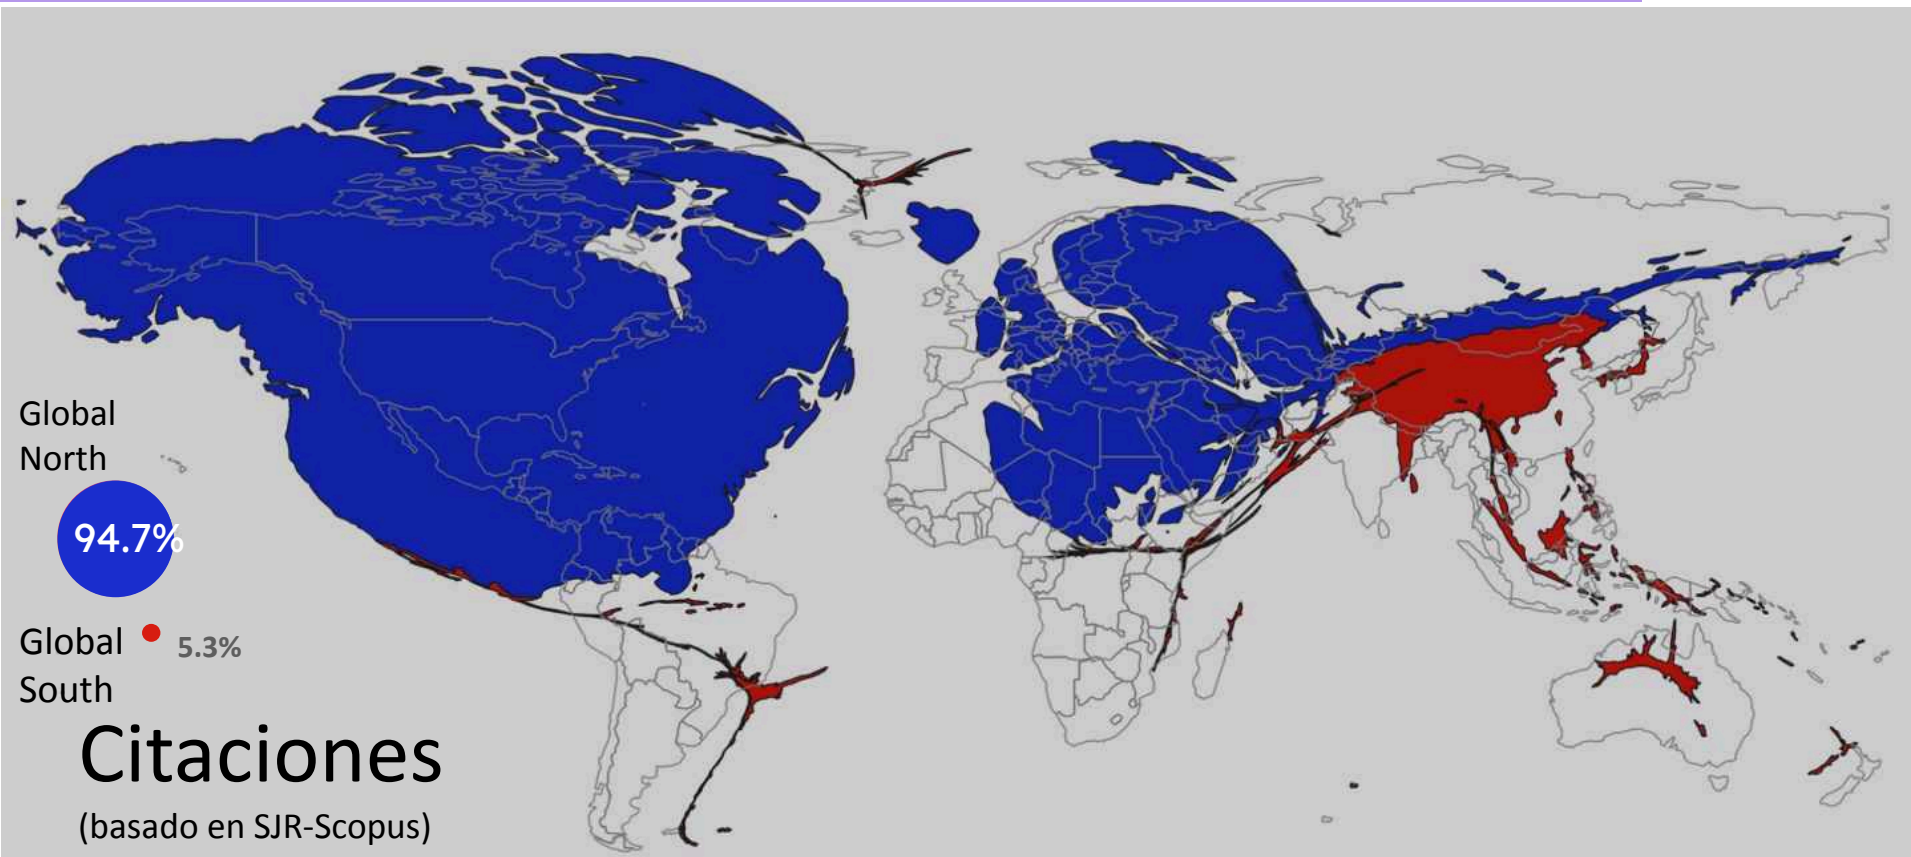 Global
North
94.7%
Global
South
5.3%
Citaciones
(basado en SJR-Scopus)